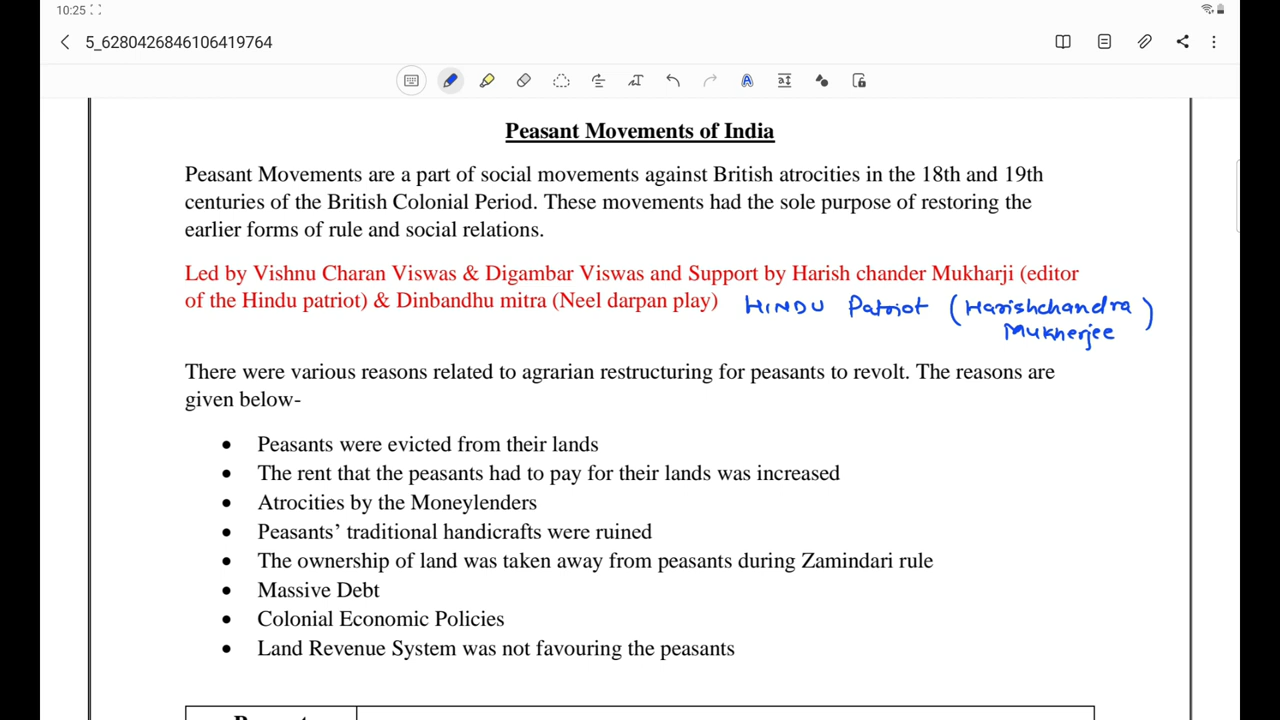 10:25
5_6280426846106419764
Peasant Movements of India
Peasant Movements are a part of social movements against British atrocities in the 18th and 19th
centuries of the British Colonial Period. These movements had the sole purpose of restoring the
earlier forms of rule and social relations.
Led by Vishnu Charan Viswas & Digambar Viswas and Support by Harish chander Mukharji (editor
of the Hindu patriot) & Dinbandhu mitra (Neel darpan play)
HINDU Patriot (Harishchandra
Mukherjee)
There were various reasons related to agrarian restructuring for peasants to revolt. The reasons are
given below-
• Peasants were evicted from their lands
• The rent that the peasants had to pay for their lands was increased
• Atrocities by the Moneylenders
• Peasants’ traditional handicrafts were ruined
• The ownership of land was taken away from peasants during Zamindari rule
• Massive Debt
• Colonial Economic Policies
• Land Revenue System was not favouring the peasants